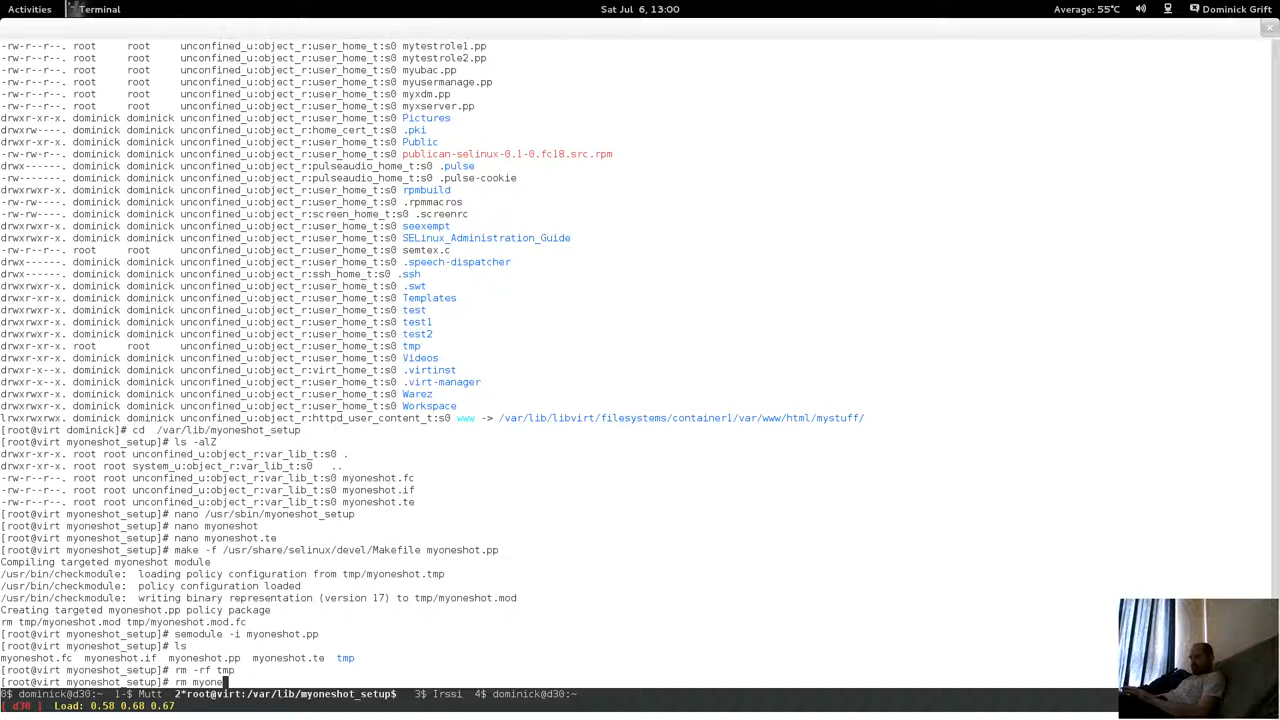 Activities Terminal Sat Jul 6, 13:00 Average: 55°C Dominick Grift
-rw-r--r--. root root unconfined_u:object_r:user_home_t:s0 mytestrole1.pp
-rw-r--r--. root root unconfined_u:object_r:user_home_t:s0 mytestrole2.pp
-rw-r--r--. root root unconfined_u:object_r:user_home_t:s0 myubac.pp
-rw-r--r--. root root unconfined_u:object_r:user_home_t:s0 myusermanage.pp
-rw-r--r--. root root unconfined_u:object_r:user_home_t:s0 myxdm.pp
-rw-r--r--. root root unconfined_u:object_r:user_home_t:s0 myxserver.pp
drwxr-xr-x. dominick dominick unconfined_u:object_r:user_home_t:s0 Pictures
drwxrw----. dominick dominick unconfined_u:object_r:home_cert_t:s0 .pki
drwxr-xr-x. dominick dominick unconfined_u:object_r:user_home_t:s0 Public
-rw-rw-r--. dominick dominick unconfined_u:object_r:user_home_t:s0 publican-selinux-0.1-0.fc18.src.rpm
drwx------. dominick dominick unconfined_u:object_r:pulseaudio_home_t:s0 .pulse
-rw-------. dominick dominick unconfined_u:object_r:pulseaudio_home_t:s0 .pulse-cookie
drwxrwxr-x. dominick dominick unconfined_u:object_r:user_home_t:s0 rpmbuild
-rw-rw-r--. dominick dominick unconfined_u:object_r:user_home_t:s0 .rpmmacros
-rw-rw-r--. dominick dominick unconfined_u:object_r:screen_home_t:s0 .screenrc
drwxrwxr-x. dominick dominick unconfined_u:object_r:user_home_t:s0 seexempt
drwxrwxr-x. dominick dominick unconfined_u:object_r:user_home_t:s0 SELinux_Administration_Guide
-rw-r--r--. root root unconfined_u:object_r:user_home_t:s0 semtex.c
drwx------. dominick dominick unconfined_u:object_r:user_home_t:s0 .speech-dispatcher
drwx------. dominick dominick unconfined_u:object_r:ssh_home_t:s0 .ssh
drwxrwxr-x. dominick dominick unconfined_u:object_r:user_home_t:s0 .swt
drwxr-xr-x. dominick dominick unconfined_u:object_r:user_home_t:s0 Templates
drwxrwxr-x. dominick dominick unconfined_u:object_r:user_home_t:s0 test
drwxrwxr-x. dominick dominick unconfined_u:object_r:user_home_t:s0 test1
drwxrwxr-x. dominick dominick unconfined_u:object_r:user_home_t:s0 test2
drwxr-xr-x. root root unconfined_u:object_r:user_home_t:s0 tmp
drwxr-xr-x. dominick dominick unconfined_u:object_r:user_home_t:s0 Videos
drwxr-x--x. dominick dominick unconfined_u:object_r:virt_home_t:s0 .virtinst
drwxr-x--x. dominick dominick unconfined_u:object_r:user_home_t:s0 .virt-manager
drwxrwxr-x. dominick dominick unconfined_u:object_r:user_home_t:s0 Warez
drwxrwxr-x. dominick dominick unconfined_u:object_r:user_home_t:s0 Workspace
lrwxrwxrwx. dominick dominick unconfined_u:object_r:httpd_user_content_t:s0 www -> /var/lib/libvirt/filesystems/container1/var/www/html/mystuff/
[root@virt dominick]# cd /var/lib/myoneshot_setup
[root@virt myoneshot_setup]# ls -alZ
drwxr-xr-x. root root unconfined_u:object_r:var_lib_t:s0 .
drwxr-xr-x. root root system_u:object_r:var_lib_t:s0 ..
-rw-r--r--. root root unconfined_u:object_r:var_lib_t:s0 myoneshot.fc
-rw-r--r--. root root unconfined_u:object_r:var_lib_t:s0 myoneshot.if
-rw-r--r--. root root unconfined_u:object_r:var_lib_t:s0 myoneshot.te
[root@virt myoneshot_setup]# nano /usr/sbin/myoneshot_setup
[root@virt myoneshot_setup]# nano myoneshot
[root@virt myoneshot_setup]# nano myoneshot.te
[root@virt myoneshot_setup]# make -f /usr/share/selinux/devel/Makefile myoneshot.pp
Compiling targeted myoneshot module
/usr/bin/checkmodule: loading policy configuration from tmp/myoneshot.tmp
/usr/bin/checkmodule: policy configuration loaded
/usr/bin/checkmodule: writing binary representation (version 17) to tmp/myoneshot.mod
Creating targeted myoneshot.pp policy package
rm tmp/myoneshot.mod tmp/myoneshot.mod.fc
[root@virt myoneshot_setup]# semodule -i myoneshot.pp
[root@virt myoneshot_setup]# ls
myoneshot.fc myoneshot.if myoneshot.pp myoneshot.te tmp
[root@virt myoneshot_setup]# rm -rf tmp
[root@virt myoneshot_setup]# rm myone
0$ dominick@d30:~ 1-$ Mutt 2*root@virt:/var/lib/myoneshot_setup$ 3$ Irssi 4$ dominick@d30:~
[ d30 ] Load: 0.58 0.68 0.67